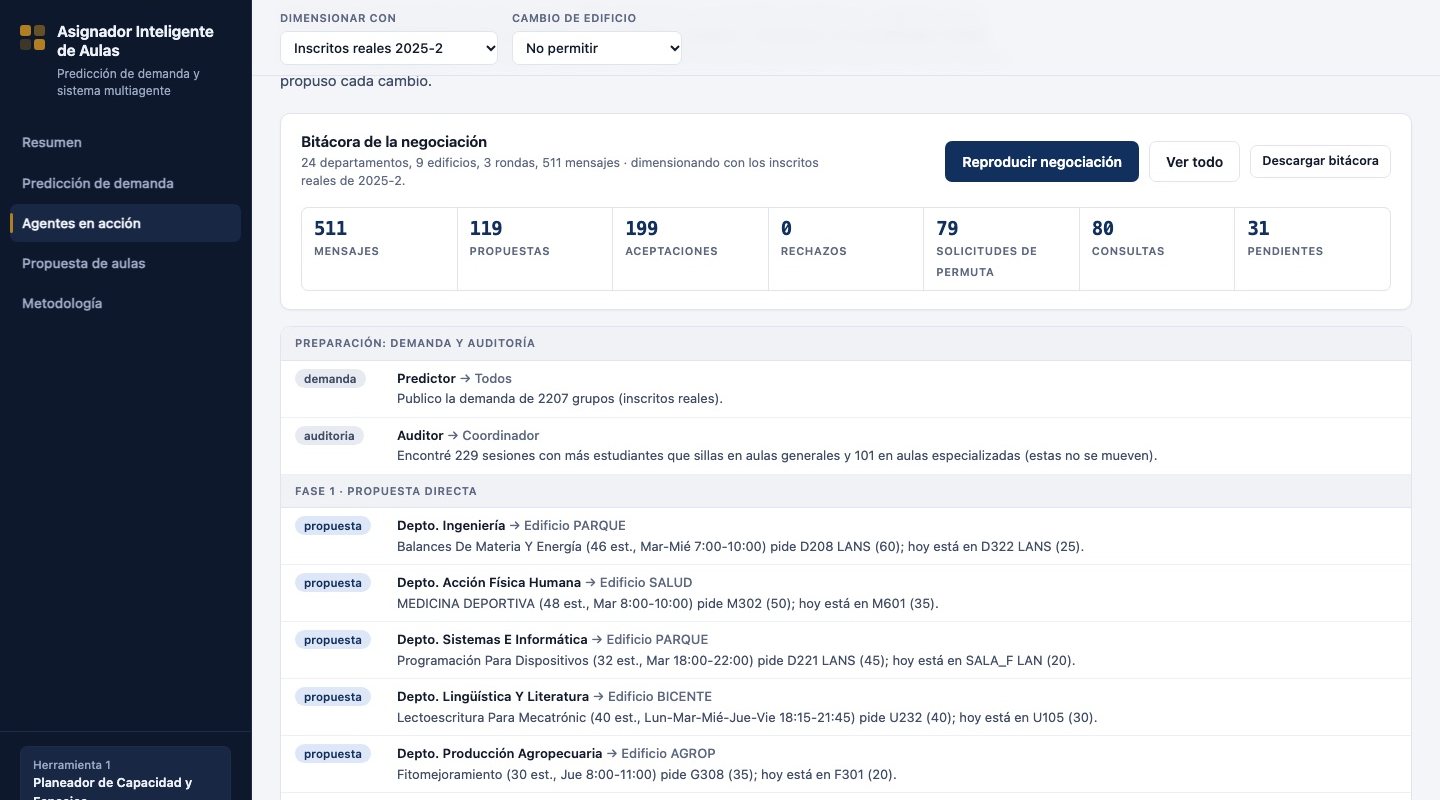 Asignador Inteligente
de Aulas
Predicción de demanda y
sistema multiagente
Resumen
Predicción de demanda
Agentes en acción
Propuesta de aulas
Metodología
Herramienta 1
Planeador de Capacidad y
Espacios
DIMENSIONAR CON
CAMBIO DE EDIFICIO
Inscritos reales 2025-2
No permitir
propuso cada cambio.
Bitácora de la negociación
24 departamentos, 9 edificios, 3 rondas, 511 mensajes · dimensionando con los inscritos
reales de 2025-2.
Reproducir negociación
Ver todo
Descargar bitácora
511
MENSAJES
119
PROPUESTAS
199
ACEPTACIONES
0
RECHAZOS
79
SOLICITUDES DE
PERMUTA
80
CONSULTAS
31
PENDIENTES
PREPARACIÓN: DEMANDA Y AUDITORÍA
demanda
Predictor → Todos
Publico la demanda de 2207 grupos (inscritos reales).
auditoria
Auditor → Coordinador
Encontré 229 sesiones con más estudiantes que sillas en aulas generales y 101 en aulas especializadas (estas no se mueven).
FASE 1 · PROPUESTA DIRECTA
propuesta
Depto. Ingeniería → Edificio PARQUE
Balances De Materia Y Energía (46 est., Mar-Mié 7:00-10:00) pide D208 LANS (60); hoy está en D322 LANS (25).
propuesta
Depto. Acción Física Humana → Edificio SALUD
MEDICINA DEPORTIVA (48 est., Mar 8:00-10:00) pide M302 (50); hoy está en M601 (35).
propuesta
Depto. Sistemas E Informática → Edificio PARQUE
Programación Para Dispositivos (32 est., Mar 18:00-22:00) pide D221 LANS (45); hoy está en SALA_F LAN (20).
propuesta
Depto. Lingüística Y Literatura → Edificio BICENTE
Lectoescritura Para Mecatrónic (40 est., Lun-Mar-Mié-Jue-Vie 18:15-21:45) pide U232 (40); hoy está en U105 (30).
propuesta
Depto. Producción Agropecuaria → Edificio AGROP
Fitomejoramiento (30 est., Jue 8:00-11:00) pide G308 (35); hoy está en F301 (20).